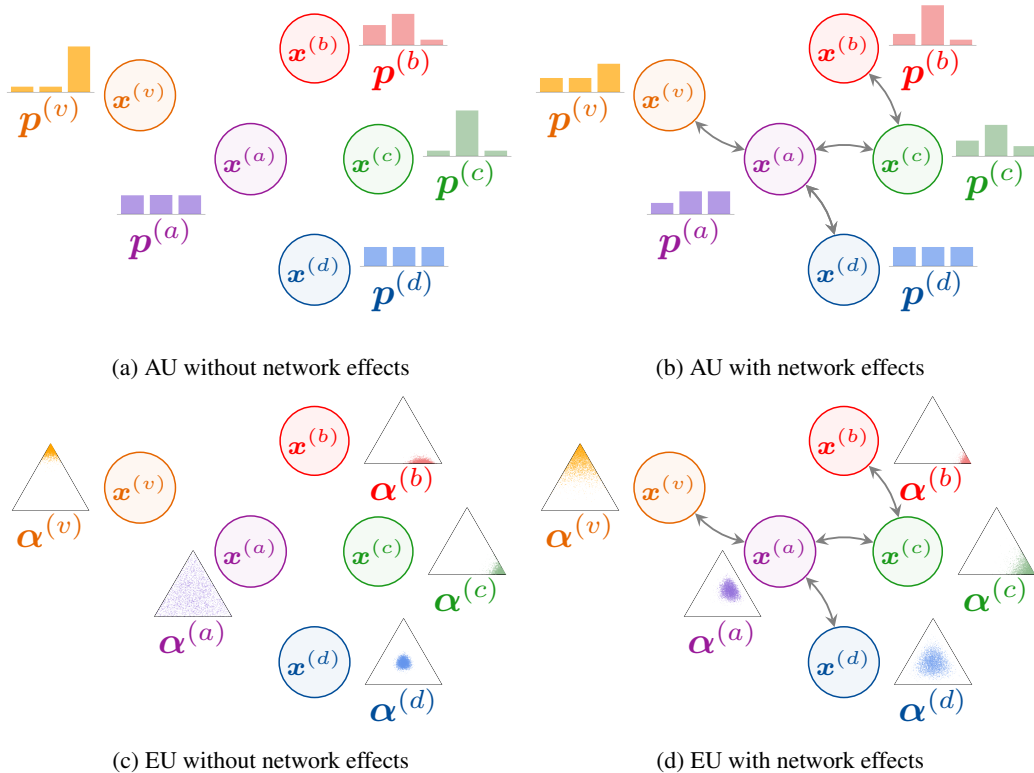 x^(b)
p^(b)
x^(v)
p^(v)
x^(a)
x^(c)
p^(c)
p^(a)
x^(d)
p^(d)
(a) AU without network effects
x^(b)
p^(b)
x^(v)
p^(v)
x^(a)
x^(c)
p^(c)
p^(a)
x^(d)
p^(d)
(b) AU with network effects
x^(b)
α^(b)
x^(v)
α^(v)
x^(a)
x^(c)
α^(c)
α^(a)
x^(d)
α^(d)
(c) EU without network effects
x^(b)
α^(b)
x^(v)
α^(v)
x^(a)
x^(c)
α^(c)
α^(a)
x^(d)
α^(d)
(d) EU with network effects